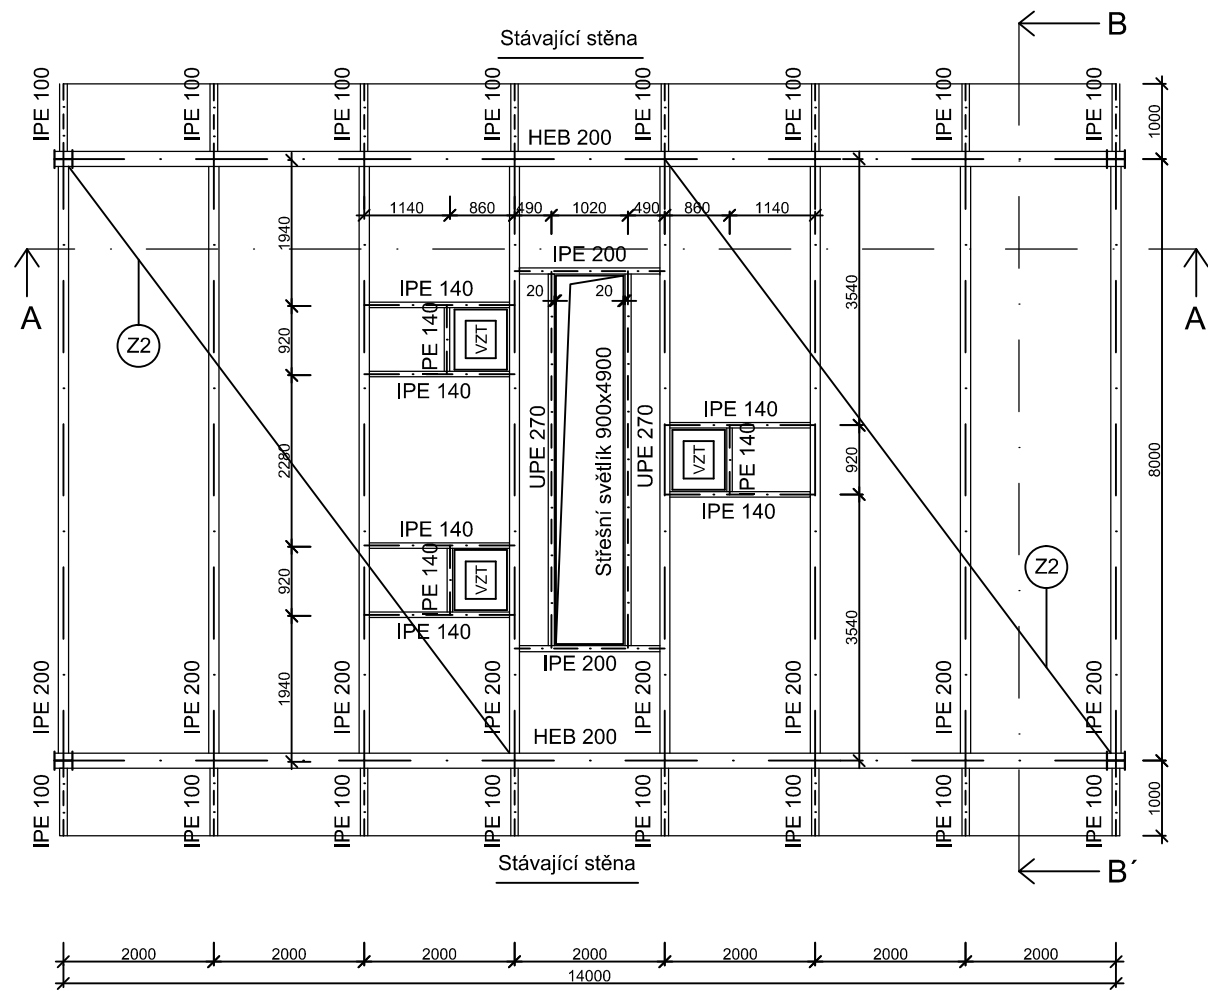 B
Stávající stěna
IPE 100
IPE 100
IPE 100
IPE 100
IPE 100
IPE 100
IPE 100
IPE 100
1000
HEB 200
1140
860
490
1020
490
860
1140
1940
IPE 200
3540
A
A
IPE 140
20
20
Z2
920
IPE 140
VZT
IPE 140
Střešní světlík 900x4900
UPE 270
UPE 270
IPE 140
2280
VZT
IPE 140
920
8000
IPE 140
IPE 140
920
IPE 140
VZT
Z2
IPE 140
3540
IPE 200
1940
IPE 200
IPE 200
IPE 200
IPE 200
IPE 200
IPE 200
IPE 200
IPE 200
HEB 200
IPE 100
IPE 100
IPE 100
IPE 100
IPE 100
IPE 100
IPE 100
IPE 100
1000
Stávající stěna
B´
2000
2000
2000
2000
2000
2000
2000
14000